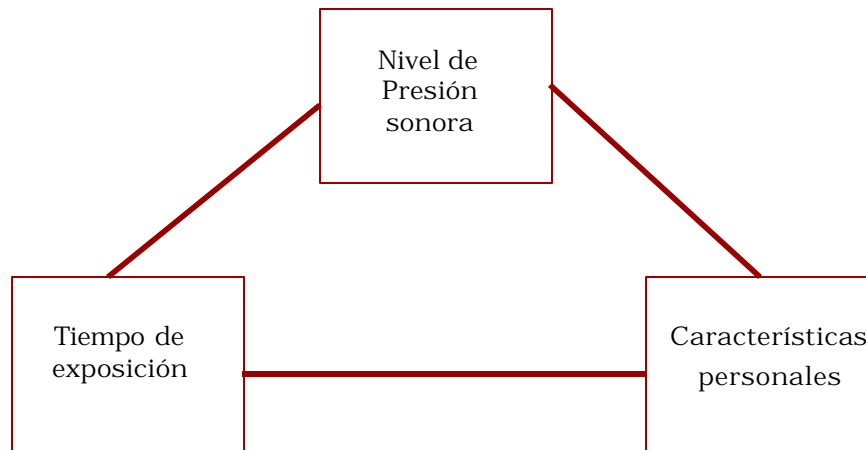 Nivel de
Presión
sonora
Tiempo de
exposición
Características
personales